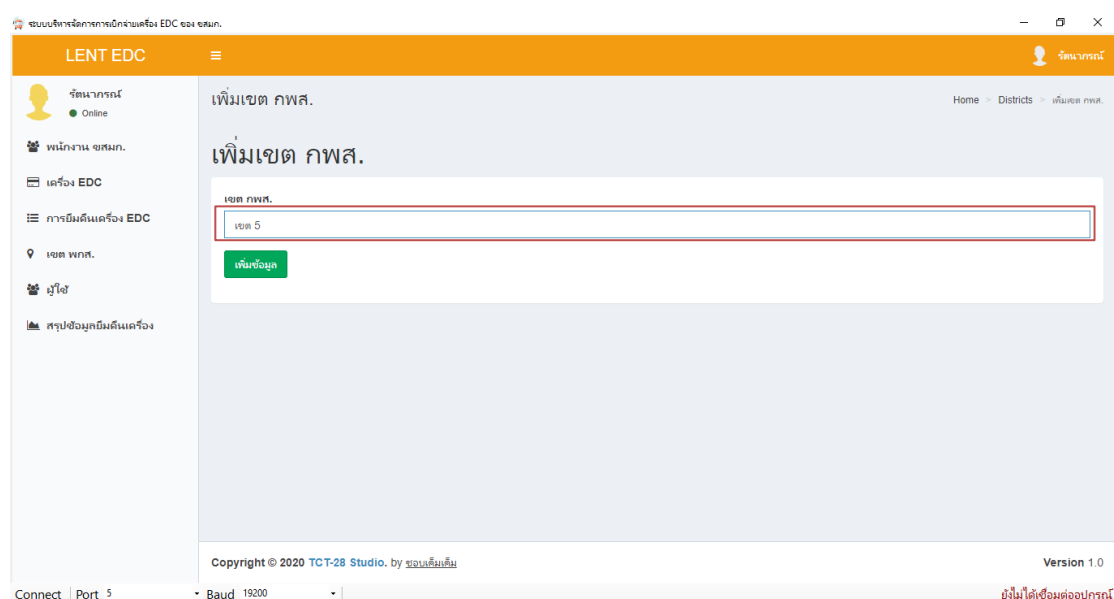 ระบบบริหารจัดการการเบิกจ่ายเครื่อง EDC ของ ขสมก.
LENT EDC
รัตนาภรณ์
รัตนาภรณ์
Online
เพิ่มเขต กพส.
Home > Districts > เพิ่มเขต กพส.
พนักงาน ขสมก.
เพิ่มเขต กพส.
เครื่อง EDC
เขต กพส.
การยืมคืนเครื่อง EDC
เขต 5
เขต พกส.
เพิ่มข้อมูล
ผู้ใช้
สรุปข้อมูลยืมคืนเครื่อง
Copyright © 2020 TCT-28 Studio. by ชอบเค็มเค็ม
Version 1.0
Connect Port 5 Baud 19200
ยังไม่ได้เชื่อมต่ออุปกรณ์